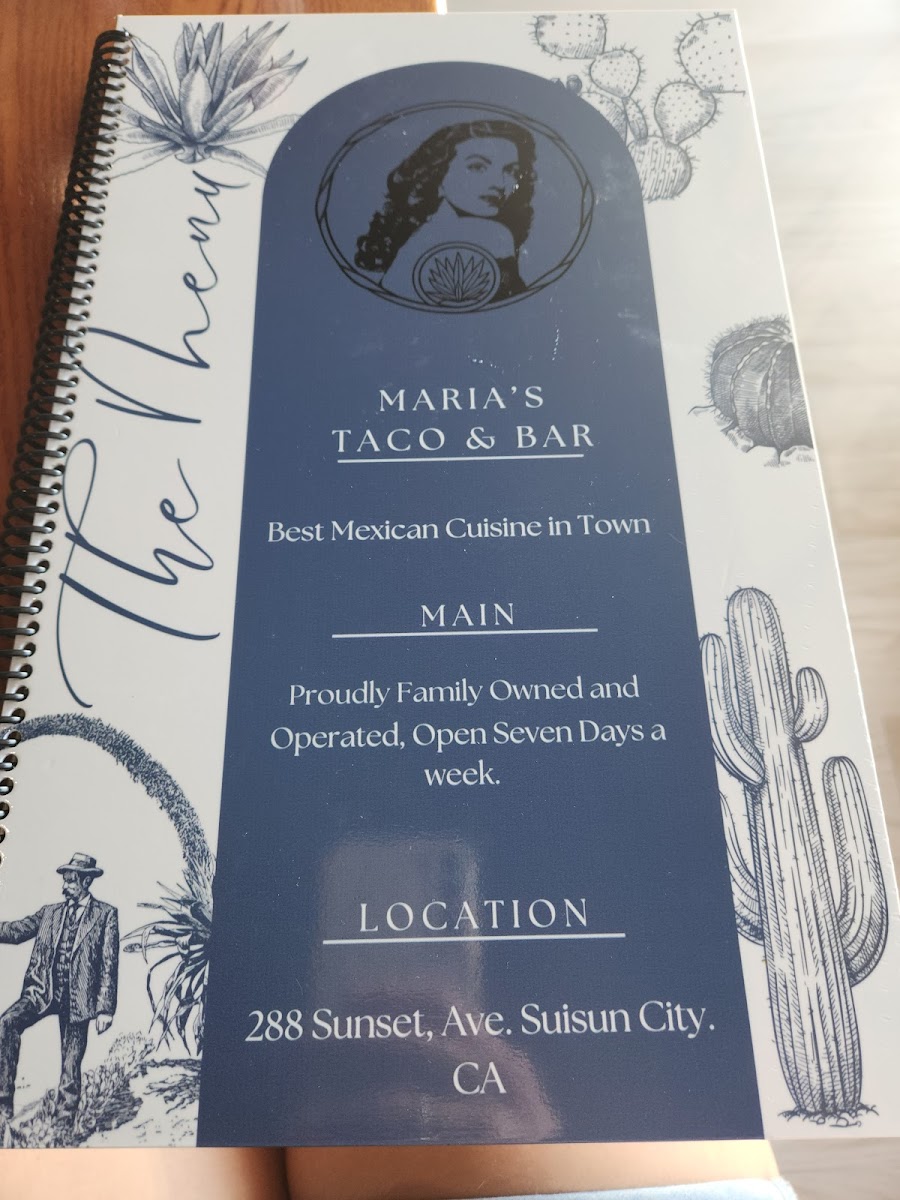 The Menu
MARIA'S
TACO & BAR
Best Mexican Cuisine in Town
MAIN
Proudly Family Owned and
Operated, Open Seven Days a
week.
LOCATION
288 Sunset, Ave. Suisun City.
CA